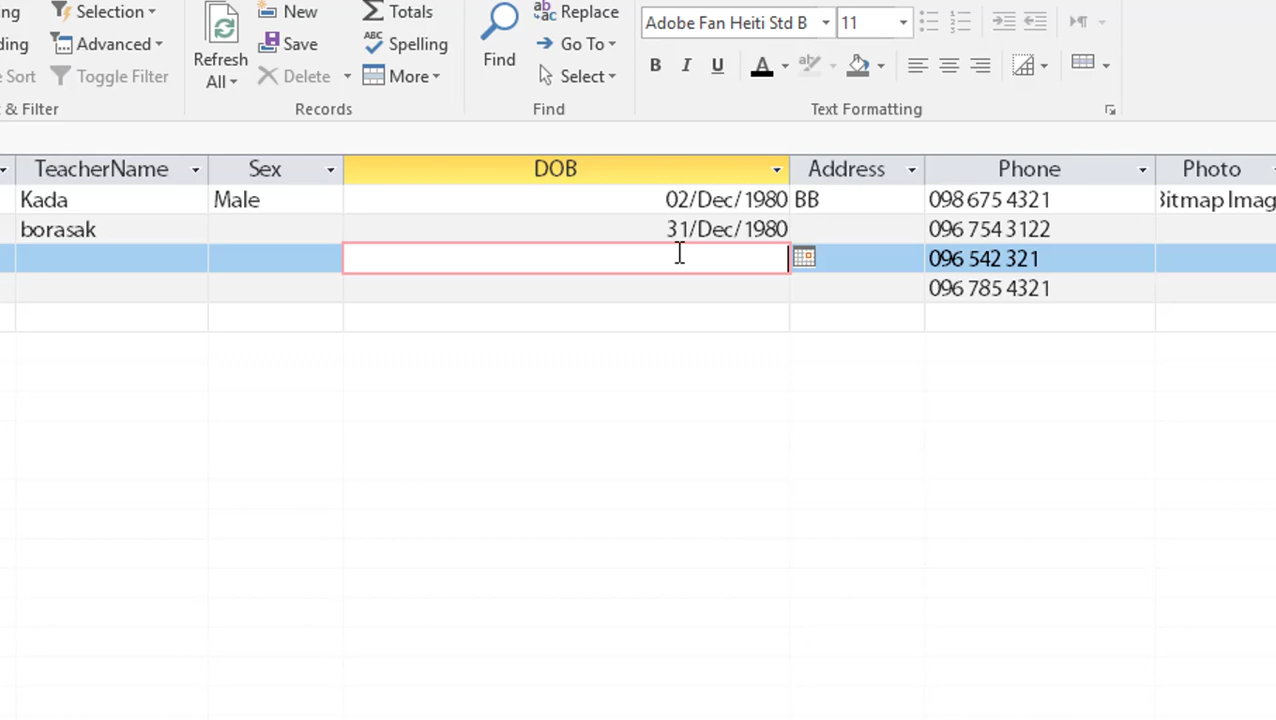 ng Selection New Totals Replace Adobe Fan Heiti Std B 11
ding Advanced Refresh All Save Spelling Find Go To
e Sort Toggle Filter Delete More Select B I U A
& Filter Records Find Text Formatting
TeacherName Sex DOB Address Phone Photo
Kada Male 02/Dec/1980 BB 098 675 4321 Bitmap Imag
borasak 31/Dec/1980 096 754 3122
096 542 321
096 785 4321